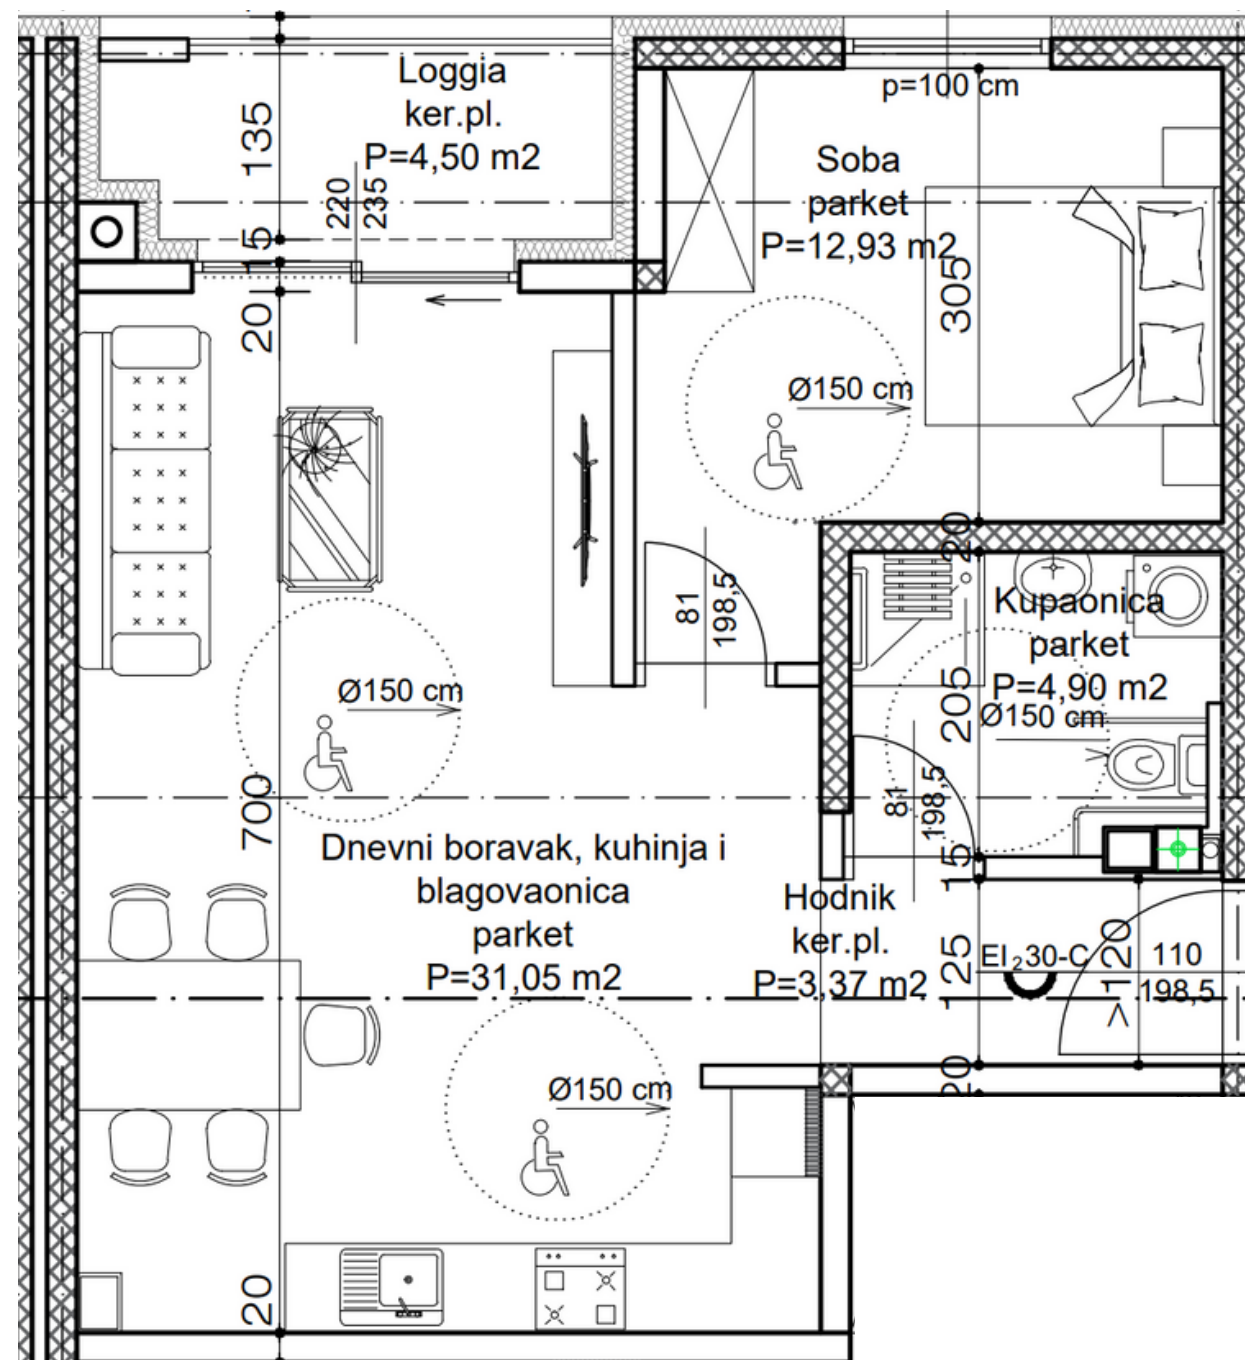 Loggia
ker.pl.
P=4,50 m2
135
220
235
15
20
p=100 cm
Soba
parket
P=12,93 m2
305
Ø150 cm
20
81
198,5
Kupaonica
parket
P=4,90 m2
Ø150 cm
205
81
198,5
15
Ø150 cm
700
Dnevni boravak, kuhinja i
blagovaonica
parket
P=31,05 m2
Hodnik
ker.pl.
P=3,37 m2
125
EI₂30-C
>120
110
198,5
20
Ø150 cm
20